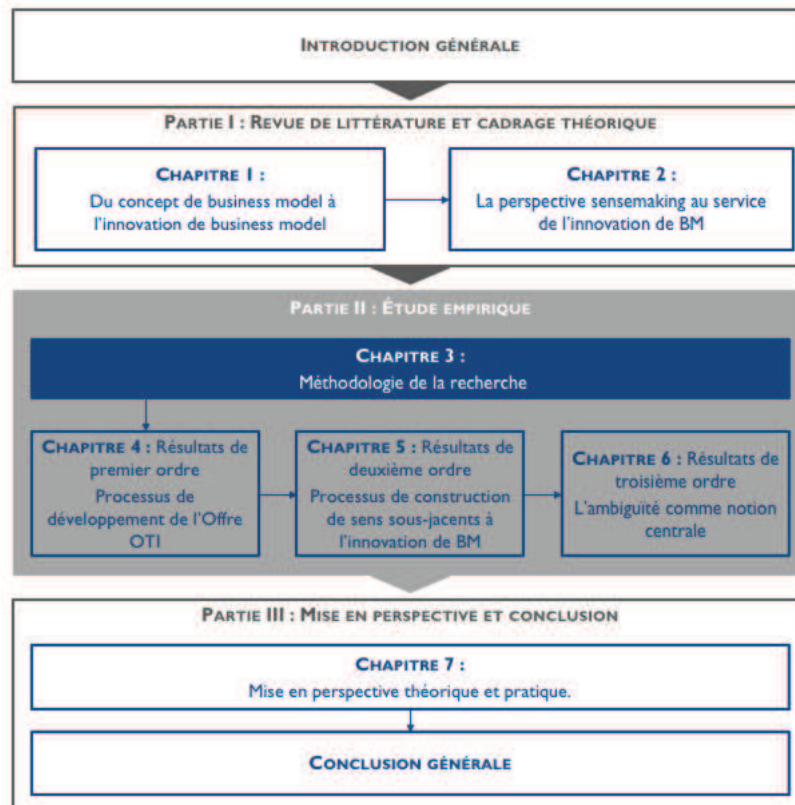 INTRODUCTION GÉNÉRALE
PARTIE I : REVUE DE LITTÉRATURE ET CADRAGE THÉORIQUE
CHAPITRE 1 :
Du concept de business model à
l'innovation de business model
CHAPITRE 2 :
La perspective sensemaking au service
de l'innovation de BM
PARTIE II : ÉTUDE EMPIRIQUE
CHAPITRE 3 :
Méthodologie de la recherche
CHAPITRE 4 : Résultats de
premier ordre
Processus de
développement de l'Offre
OTI
CHAPITRE 5 : Résultats de
deuxième ordre
Processus de construction
de sens sous-jacents à
l'innovation de BM
CHAPITRE 6 : Résultats de
troisième ordre
L'ambiguïté comme notion
centrale
PARTIE III : MISE EN PERSPECTIVE ET CONCLUSION
CHAPITRE 7 :
Mise en perspective théorique et pratique.
CONCLUSION GÉNÉRALE